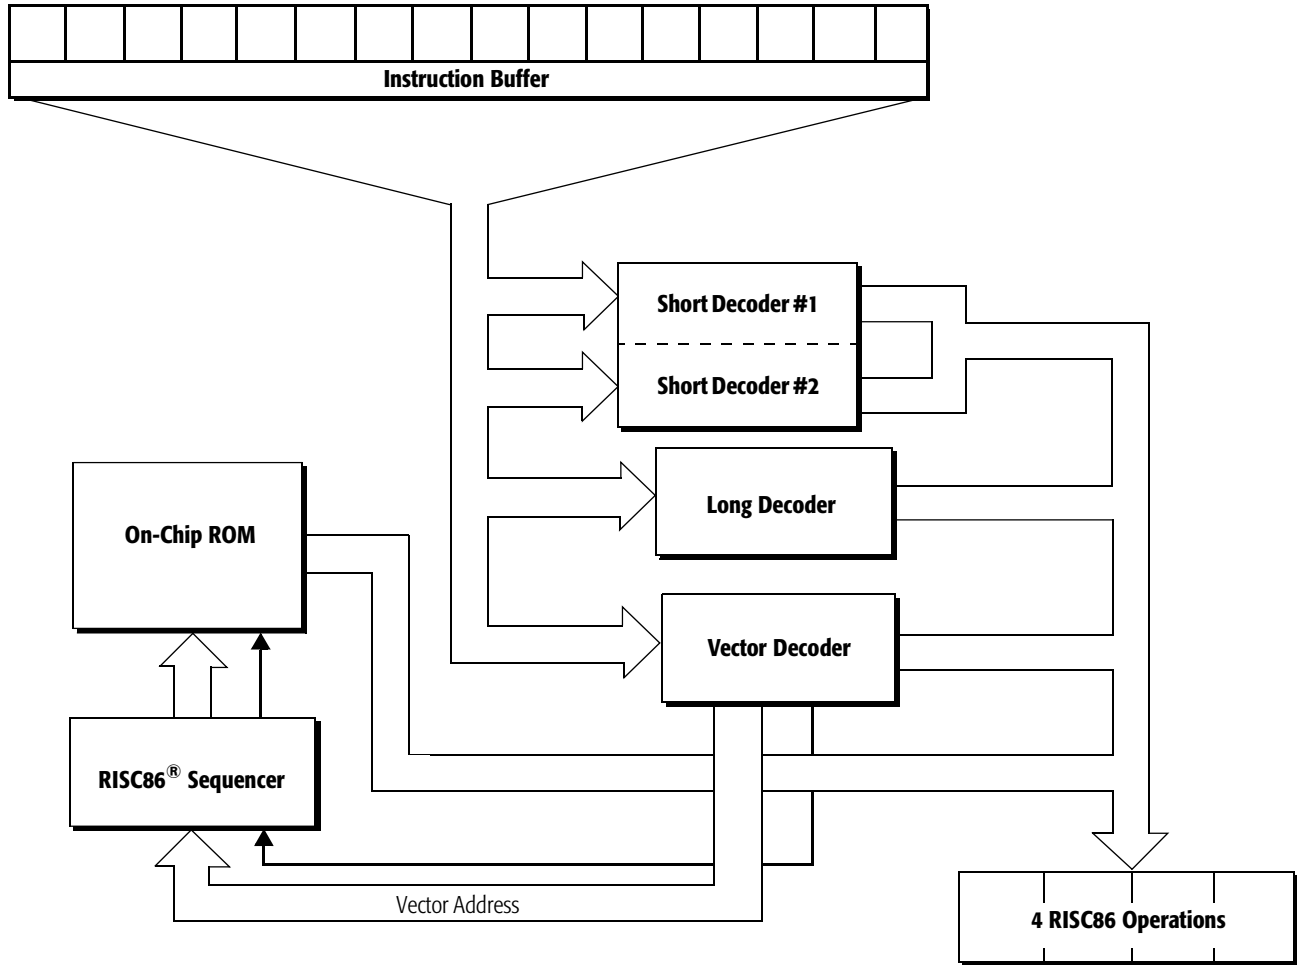 Instruction Buffer
Short Decoder #1
Short Decoder #2
Long Decoder
On-Chip ROM
Vector Decoder
RISC86® Sequencer
Vector Address
4 RISC86 Operations